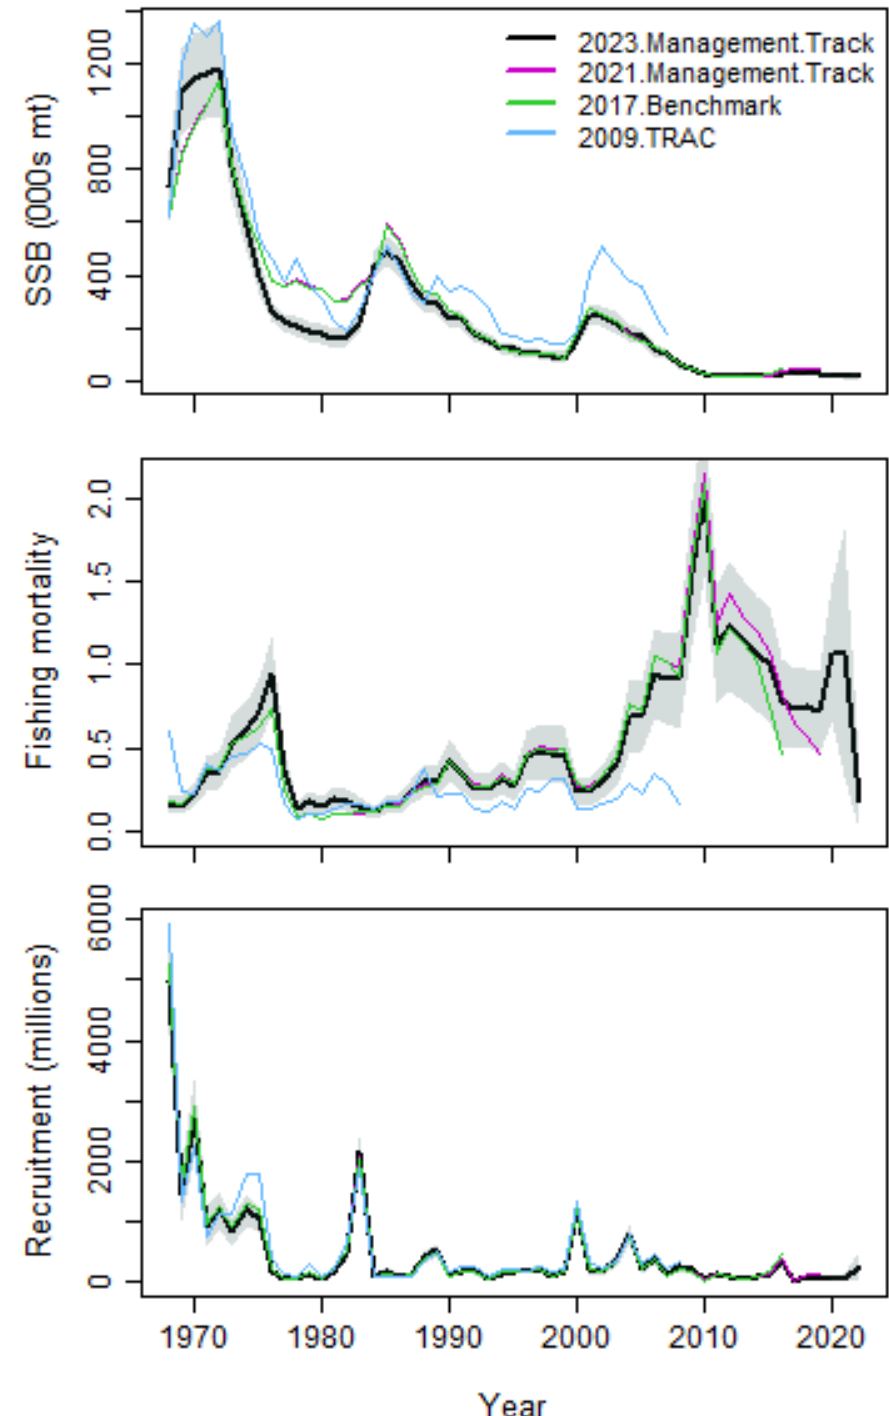 SSB (000s mt)
0
400
800
1200
2023.Management.Track
2021.Management.Track
2017.Benchmark
2009.TRAC
Fishing mortality
0.0
0.5
1.0
1.5
2.0
Recruitment (millions)
0
2000
4000
6000
1970 1980 1990 2000 2010 2020
Year